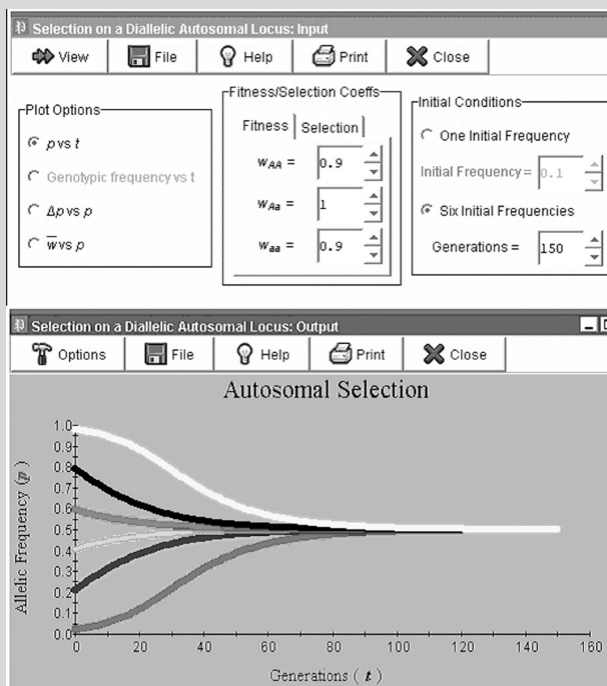 Selection on a Diallelic Autosomal Locus: Input
View File Help Print Close
Plot Options
p vs t
Genotypic frequency vs t
Δp vs p
w̅ vs p
Fitness/Selection Coeffs
Fitness Selection
wAA = 0.9
wAa = 1
waa = 0.9
Initial Conditions
One Initial Frequency
Initial Frequency = 0.1
Six Initial Frequencies
Generations = 150
Selection on a Diallelic Autosomal Locus: Output
Options File Help Print Close
Autosomal Selection
Allelic Frequency (p)
1.0
0.9
0.8
0.7
0.6
0.5
0.4
0.3
0.2
0.1
0.0
0 20 40 60 80 100 120 140 160
Generations ( t )